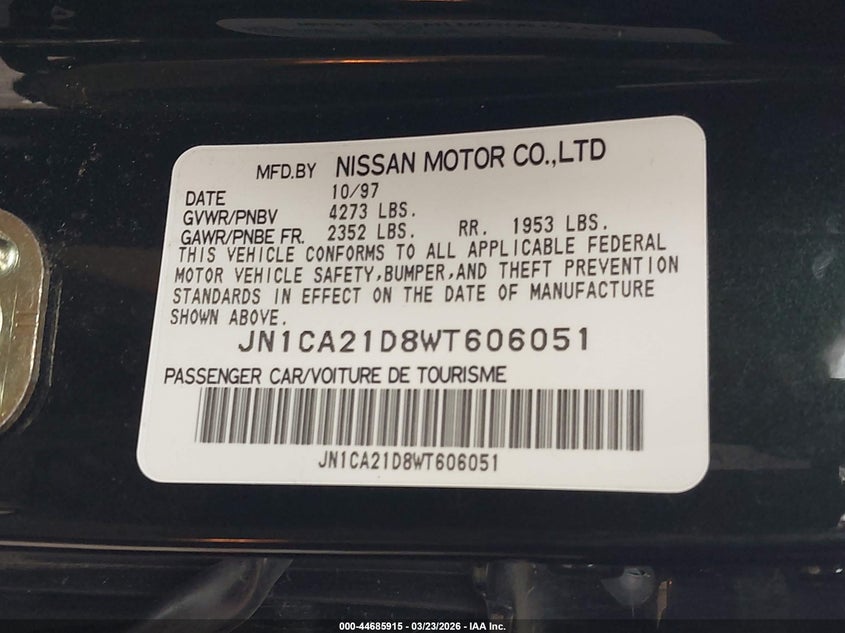 MFD.BY NISSAN MOTOR CO.,LTD
DATE 10/97
GVWR/PNBV 4273 LBS.
GAWR/PNBE FR. 2352 LBS. RR. 1953 LBS.
THIS VEHICLE CONFORMS TO ALL APPLICABLE FEDERAL
MOTOR VEHICLE SAFETY,BUMPER,AND THEFT PREVENTION
STANDARDS IN EFFECT ON THE DATE OF MANUFACTURE
SHOWN ABOVE.
JN1CA21D8WT606051
PASSENGER CAR/VOITURE DE TOURISME
JN1CA21D8WT606051
000-44685915 - 03/23/2026 - IAA Inc.